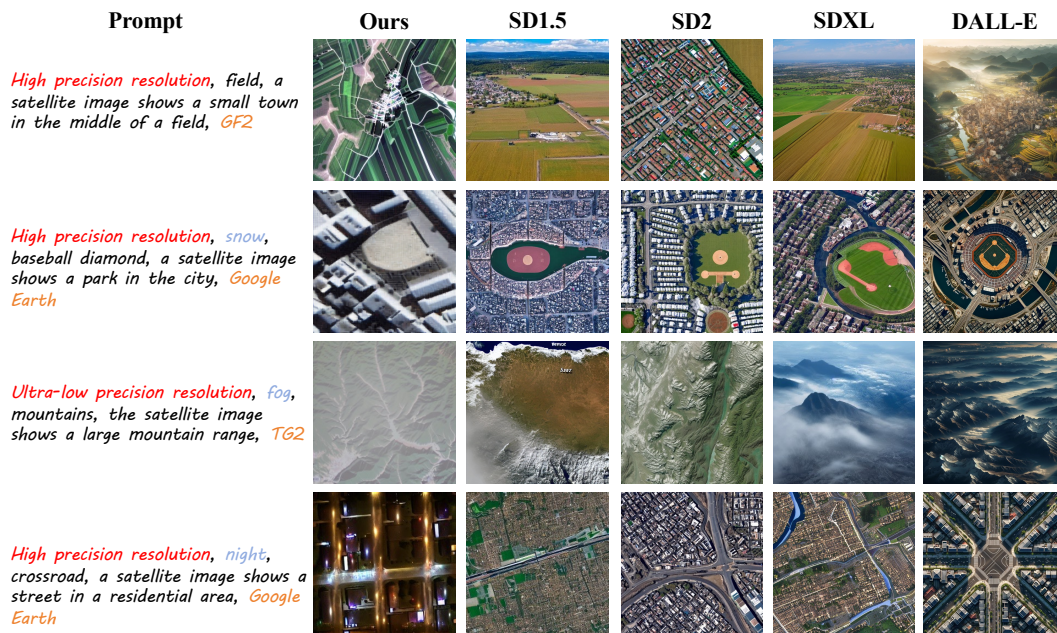 Prompt Ours SD1.5 SD2 SDXL DALL-E
High precision resolution, field, a
satellite image shows a small town
in the middle of a field, GF2
High precision resolution, snow,
baseball diamond, a satellite image
shows a park in the city, Google
Earth
Ultra-low precision resolution, fog,
mountains, the satellite image
shows a large mountain range, TG2
High precision resolution, night,
crossroad, a satellite image shows a
street in a residential area, Google
Earth